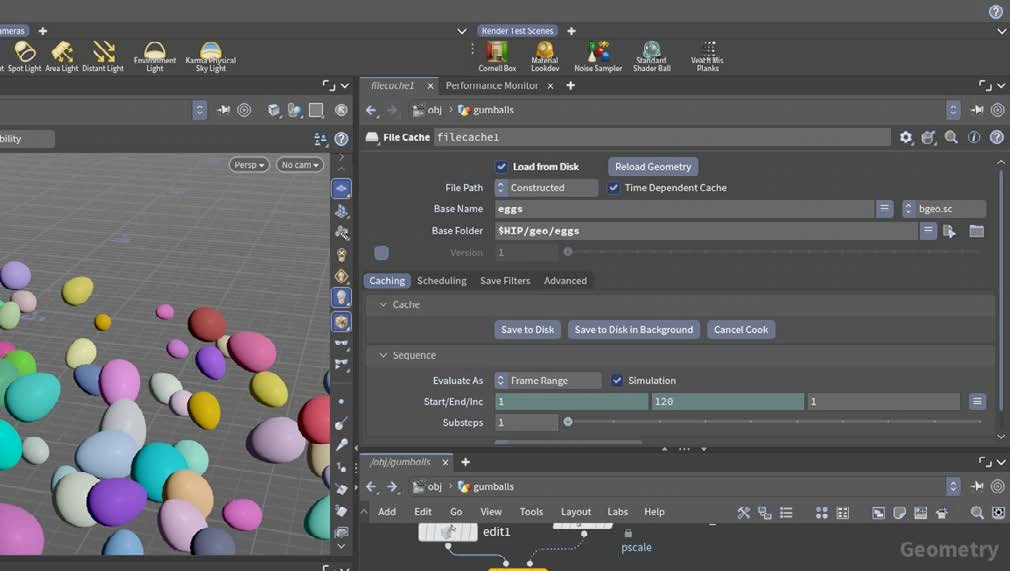 ameras + Render Test Scenes +
Spot Light Area Light Distant Light Environment Light Karma Physical Sky Light Cornell Box Material Lookdev Noise Sampler Standard Shader Ball Veach Mis Planks
filecache1 × Performance Monitor × +
obj › gumballs
bility File Cache filecache1
Persp No cam
Load from Disk Reload Geometry
File Path Constructed Time Dependent Cache
Base Name eggs bgeo.sc
Base Folder $HIP/geo/eggs
Version 1
Caching Scheduling Save Filters Advanced
Cache
Save to Disk Save to Disk in Background Cancel Cook
Sequence
Evaluate As Frame Range Simulation
Start/End/Inc 1 120 1
Substeps 1
/obj/gumballs × +
obj › gumballs
Add Edit Go View Tools Layout Labs Help
edit1
pscale
Geometry